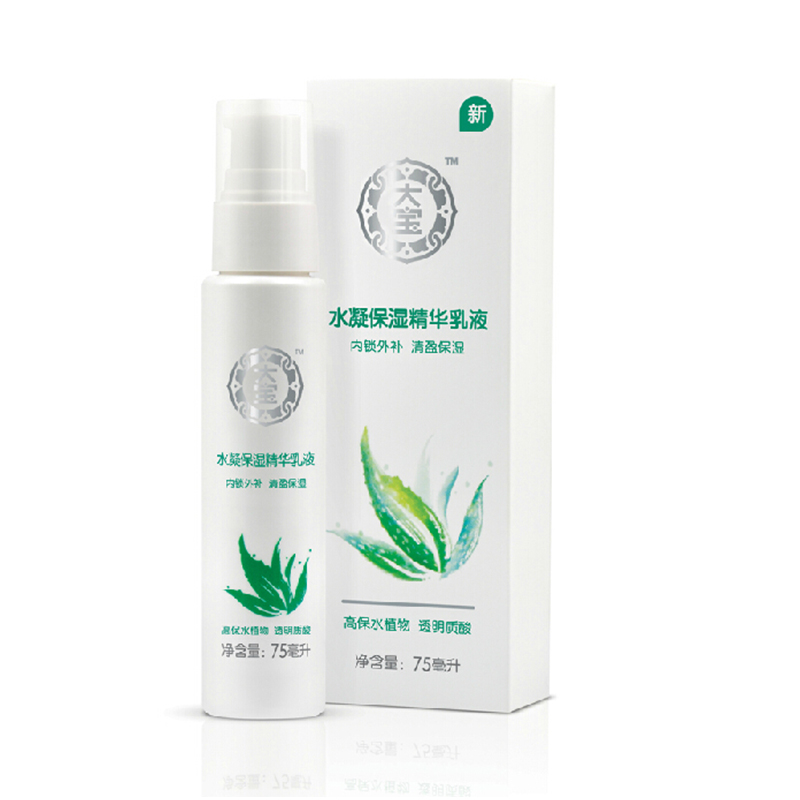 新
大宝
TM
水凝保湿精华乳液
内锁外补 清盈保湿
高保水植物 透明质酸
净含量：75毫升
大宝
TM
水凝保湿精华乳液
内锁外补 清盈保湿
高保水植物 透明质酸
净含量：75毫升